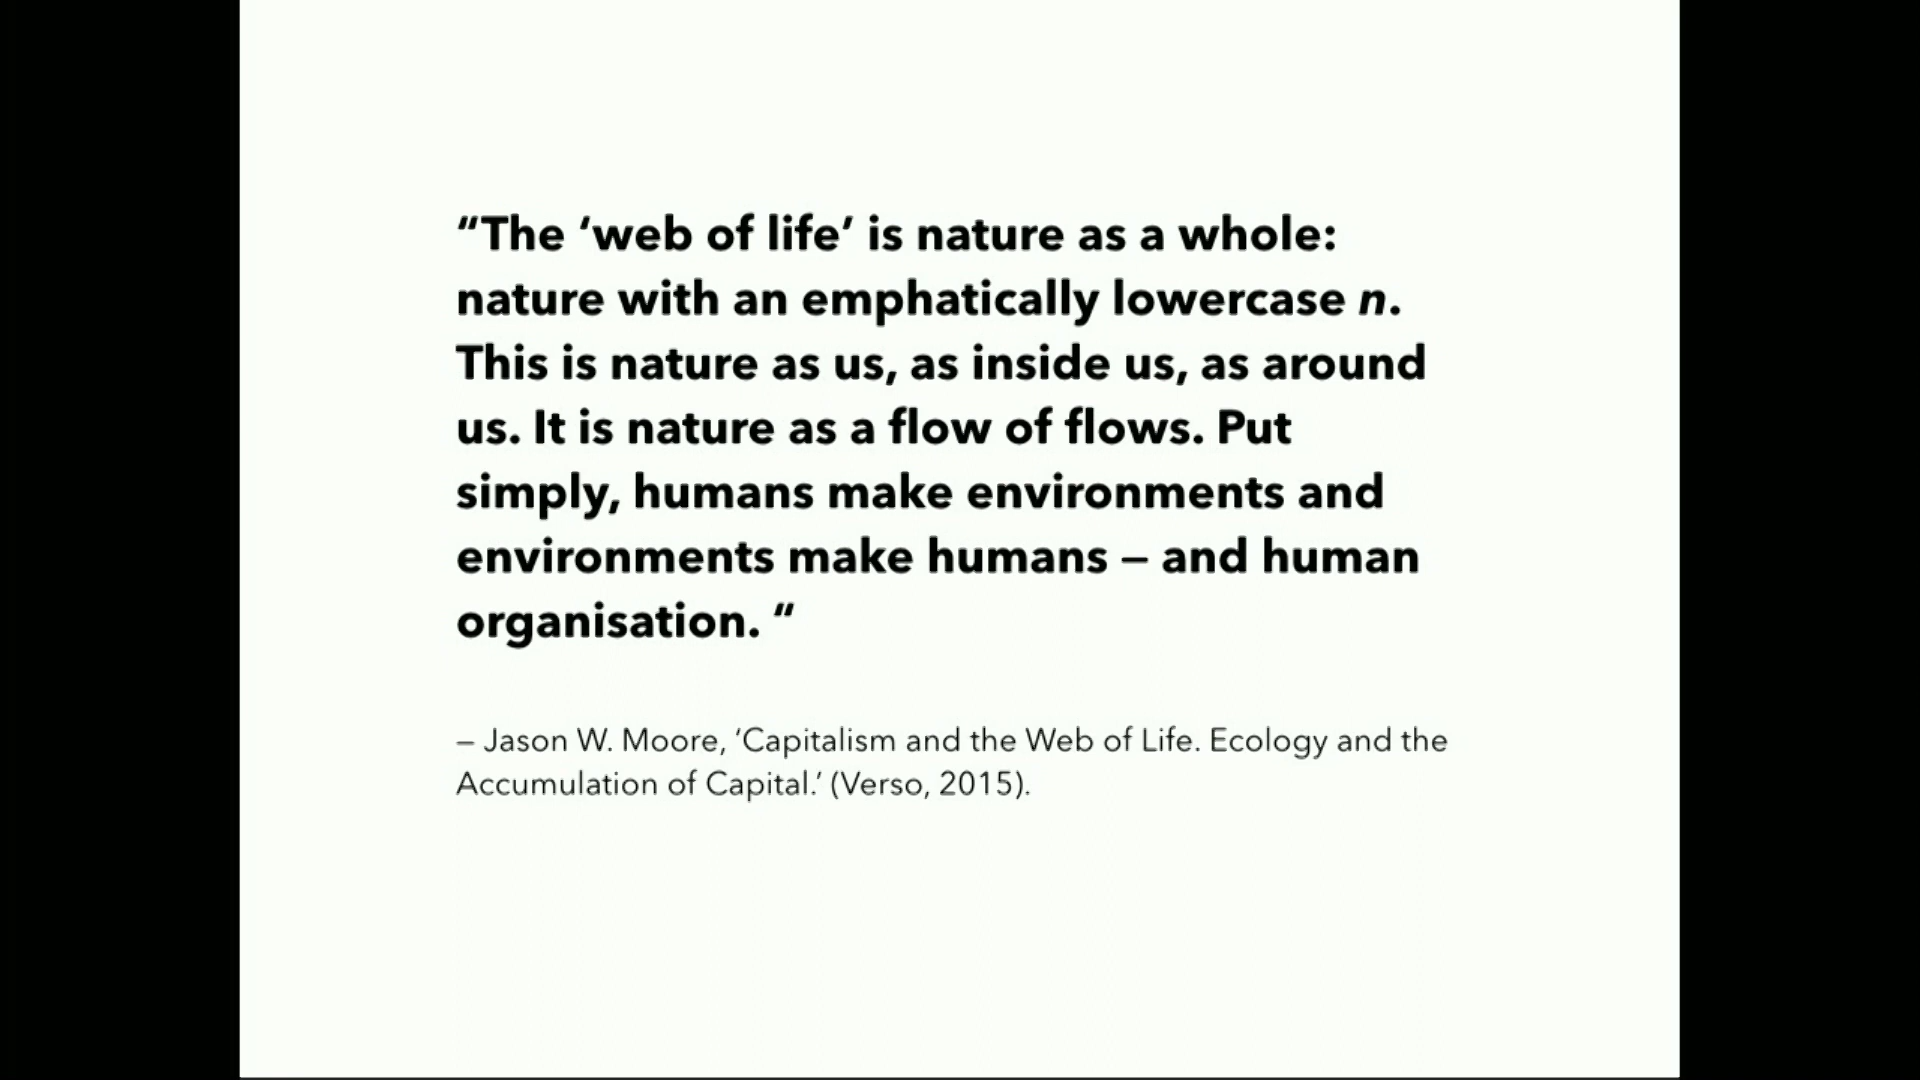 “The ‘web of life’ is nature as a whole:
nature with an emphatically lowercase n.
This is nature as us, as inside us, as around
us. It is nature as a flow of flows. Put
simply, humans make environments and
environments make humans – and human
organisation. “
– Jason W. Moore, ‘Capitalism and the Web of Life. Ecology and the
Accumulation of Capital.’ (Verso, 2015).